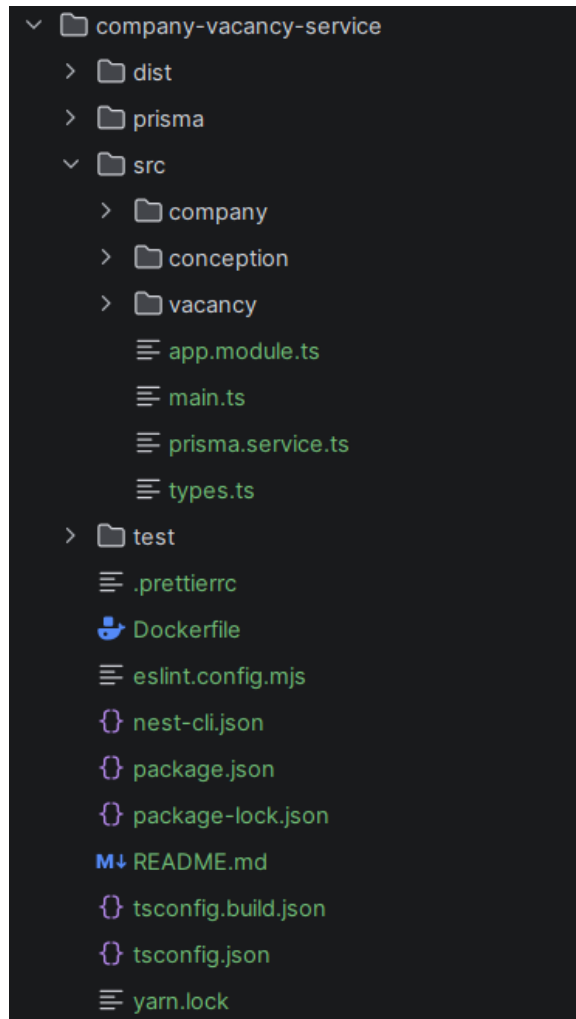 company-vacancy-service
dist
prisma
src
company
conception
vacancy
app.module.ts
main.ts
prisma.service.ts
types.ts
test
.prettierrc
Dockerfile
eslint.config.mjs
{} nest-cli.json
{} package.json
{} package-lock.json
M↓ README.md
{} tsconfig.build.json
{} tsconfig.json
yarn.lock